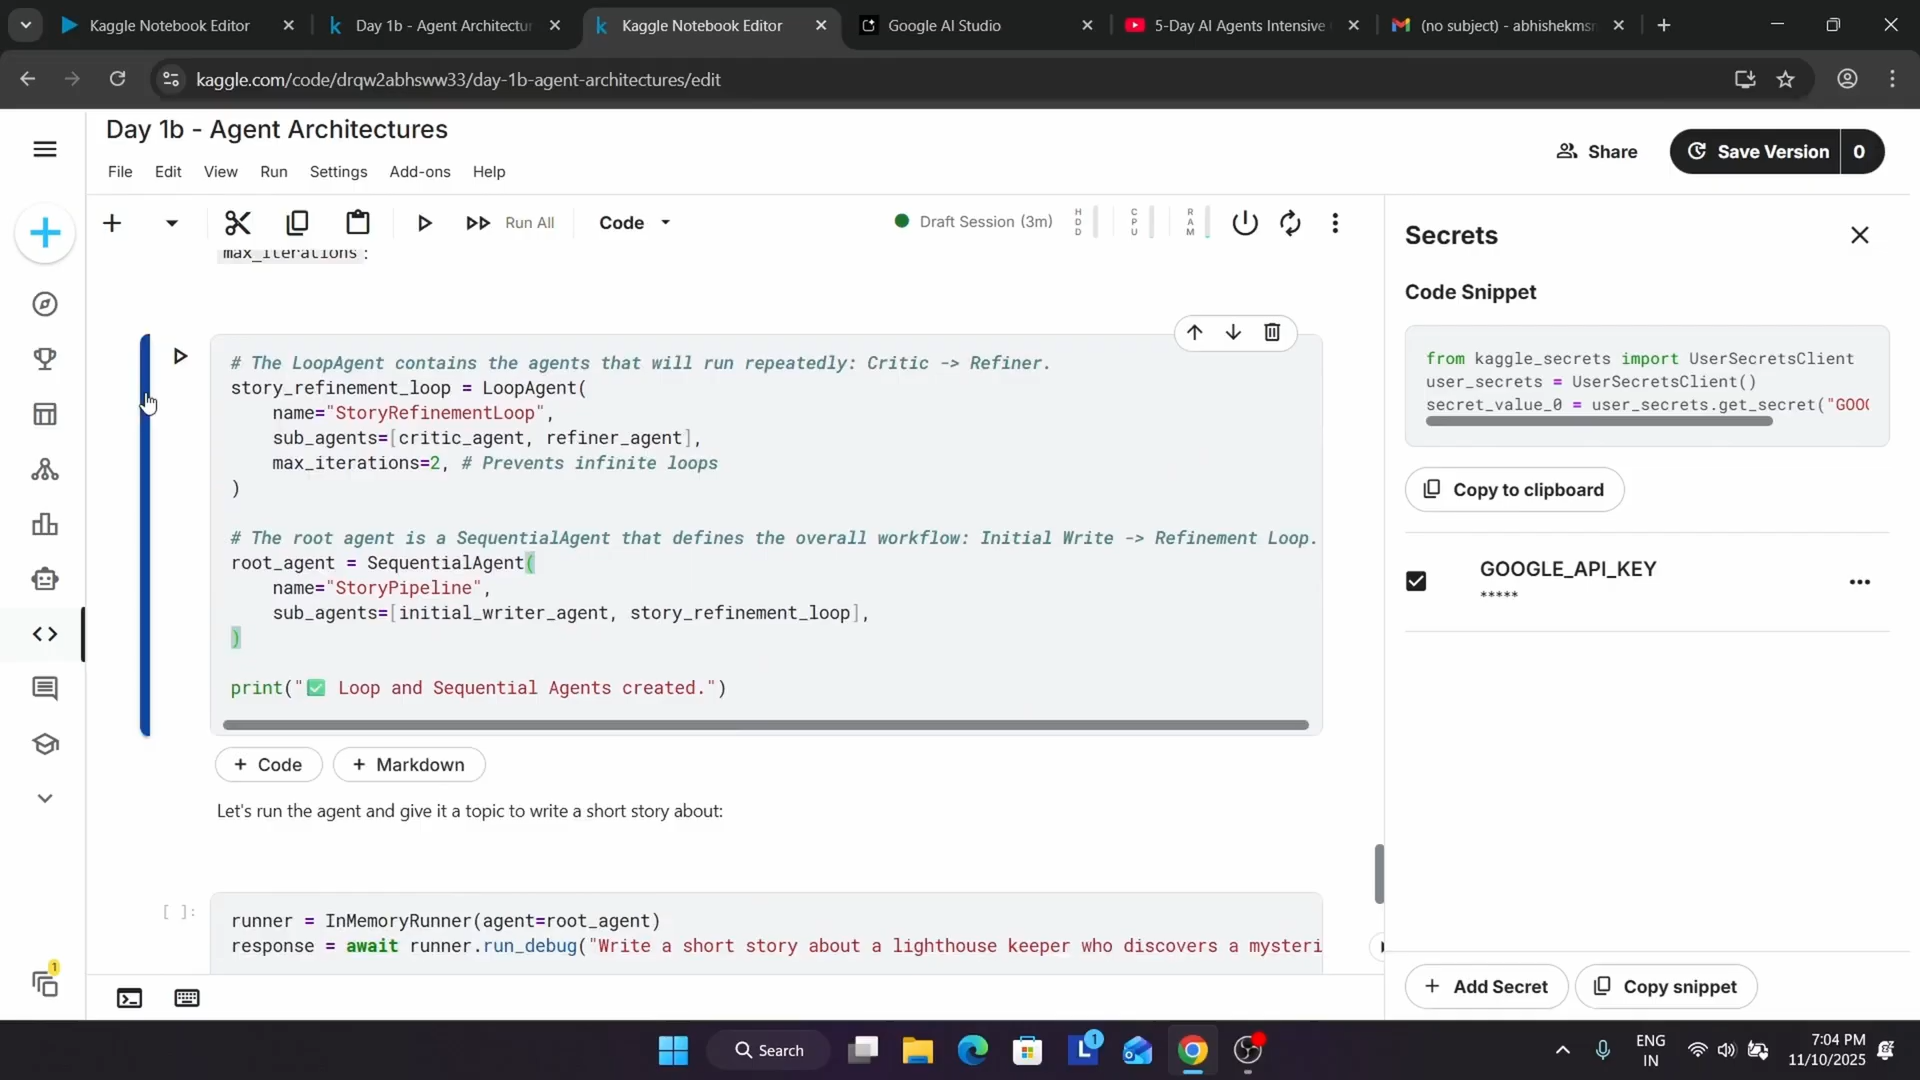 Kaggle Notebook Editor
Day 1b - Agent Architectur
Kaggle Notebook Editor
Google AI Studio
5-Day AI Agents Intensive
(no subject) - abhishekmsr
kaggle.com/code/drqw2abhsww33/day-1b-agent-architectures/edit
Day 1b - Agent Architectures
File Edit View Run Settings Add-ons Help
Share
Save Version 0
Run All
Code
Draft Session (3m)
HDD
CPU
RAM
max_iterations :
# The LoopAgent contains the agents that will run repeatedly: Critic -> Refiner.
story_refinement_loop = LoopAgent(
    name="StoryRefinementLoop",
    sub_agents=[critic_agent, refiner_agent],
    max_iterations=2, # Prevents infinite loops
)
# The root agent is a SequentialAgent that defines the overall workflow: Initial Write -> Refinement Loop.
root_agent = SequentialAgent(
    name="StoryPipeline",
    sub_agents=[initial_writer_agent, story_refinement_loop],
)
print("✅ Loop and Sequential Agents created.")
+ Code
+ Markdown
Let's run the agent and give it a topic to write a short story about:
[ ]:
runner = InMemoryRunner(agent=root_agent)
response = await runner.run_debug("Write a short story about a lighthouse keeper who discovers a mysteri
Secrets
Code Snippet
from kaggle_secrets import UserSecretsClient
user_secrets = UserSecretsClient()
secret_value_0 = user_secrets.get_secret("GOO
Copy to clipboard
GOOGLE_API_KEY
*****
+ Add Secret
Copy snippet
1
Search
1
ENG
IN
7:04 PM
11/10/2025